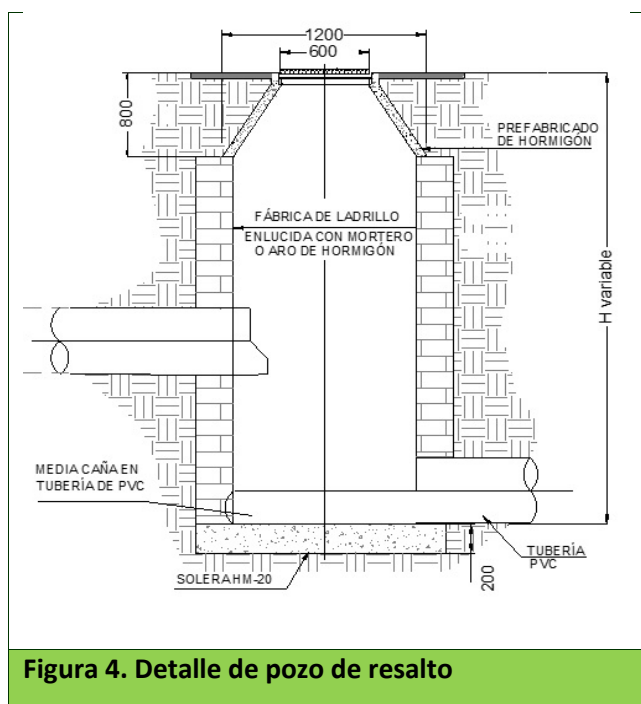 1200
600
800
PREFABRICADO
DE HORMIGÓN
FÁBRICA DE LADRILLO
ENLUCIDA CON MORTERO
O ARO DE HORMIGÓN
H variable
MEDIA CAÑA EN
TUBERÍA DE PVC
TUBERÍA
PVC
SOLERA HM-20
200
Figura 4. Detalle de pozo de resalto